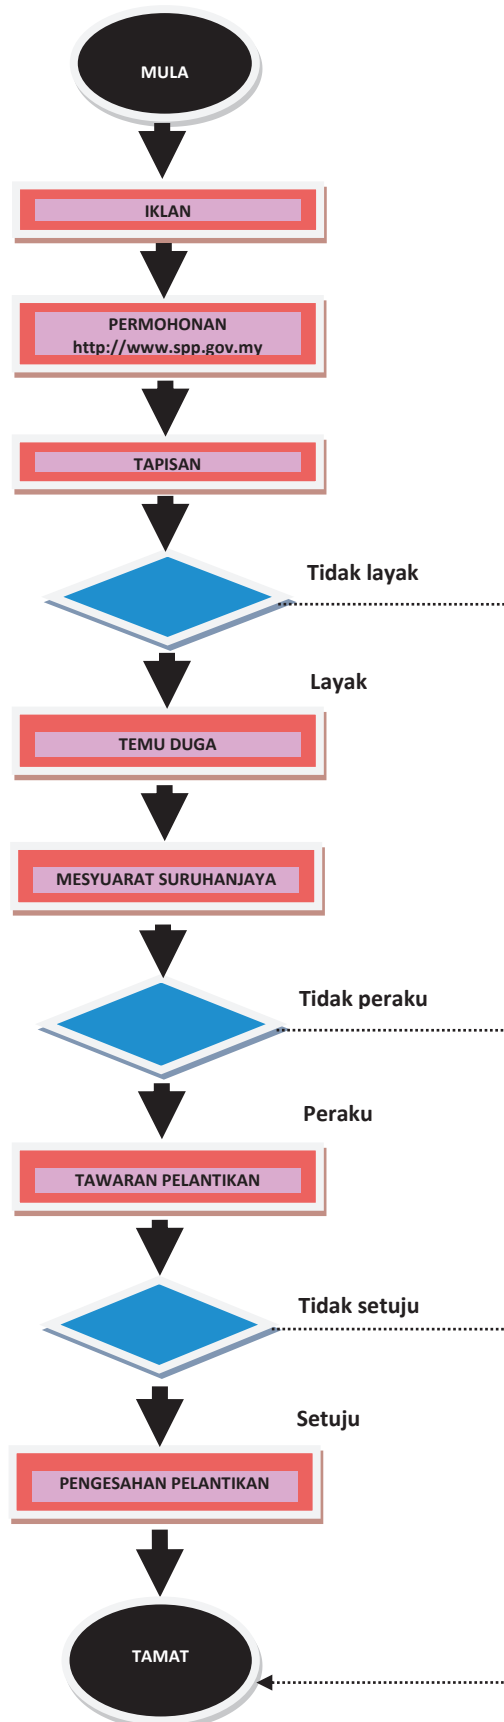 MULA
IKLAN
PERMOHONAN
http://www.spp.gov.my
TAPISAN
Tidak layak
Layak
TEMU DUGA
MESYUARAT SURUHANJAYA
Tidak peraku
Peraku
TAWARAN PELANTIKAN
Tidak setuju
Setuju
PENGESAHAN PELANTIKAN
TAMAT